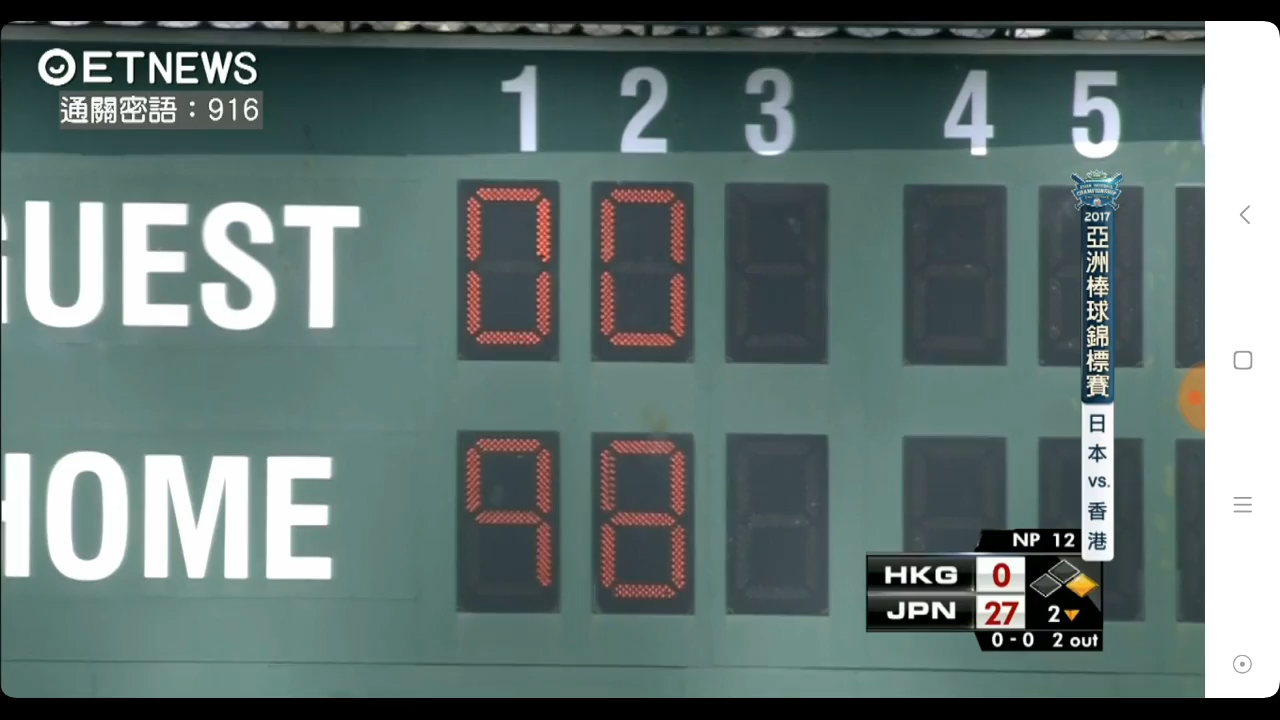 ETNEWS
通關密語：916
1 2 3 4 5
GUEST 0 0
HOME 9 8
2017
亞洲棒球錦標賽
日本vs.香港
NP 12
HKG 0
JPN 27 2
0 - 0 2 out